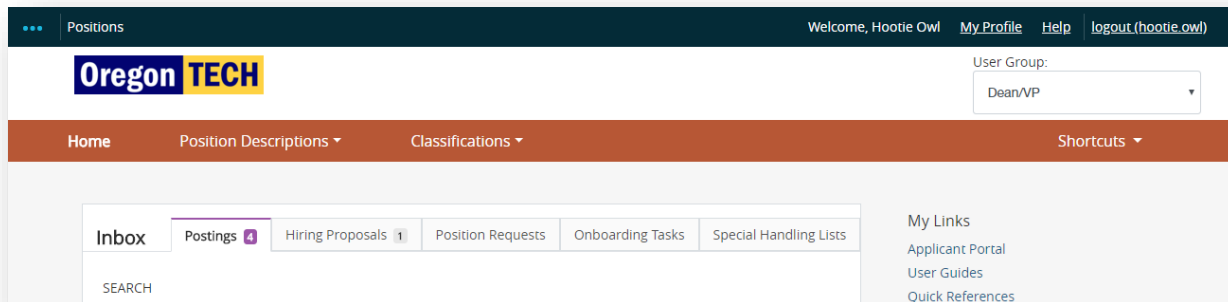 Positions Welcome, Hootie Owl My Profile Help logout (hootie.owl)
Oregon TECH
User Group:
Dean/VP
Home Position Descriptions Classifications Shortcuts
Inbox Postings 4 Hiring Proposals 1 Position Requests Onboarding Tasks Special Handling Lists
SEARCH
My Links
Applicant Portal
User Guides
Quick References